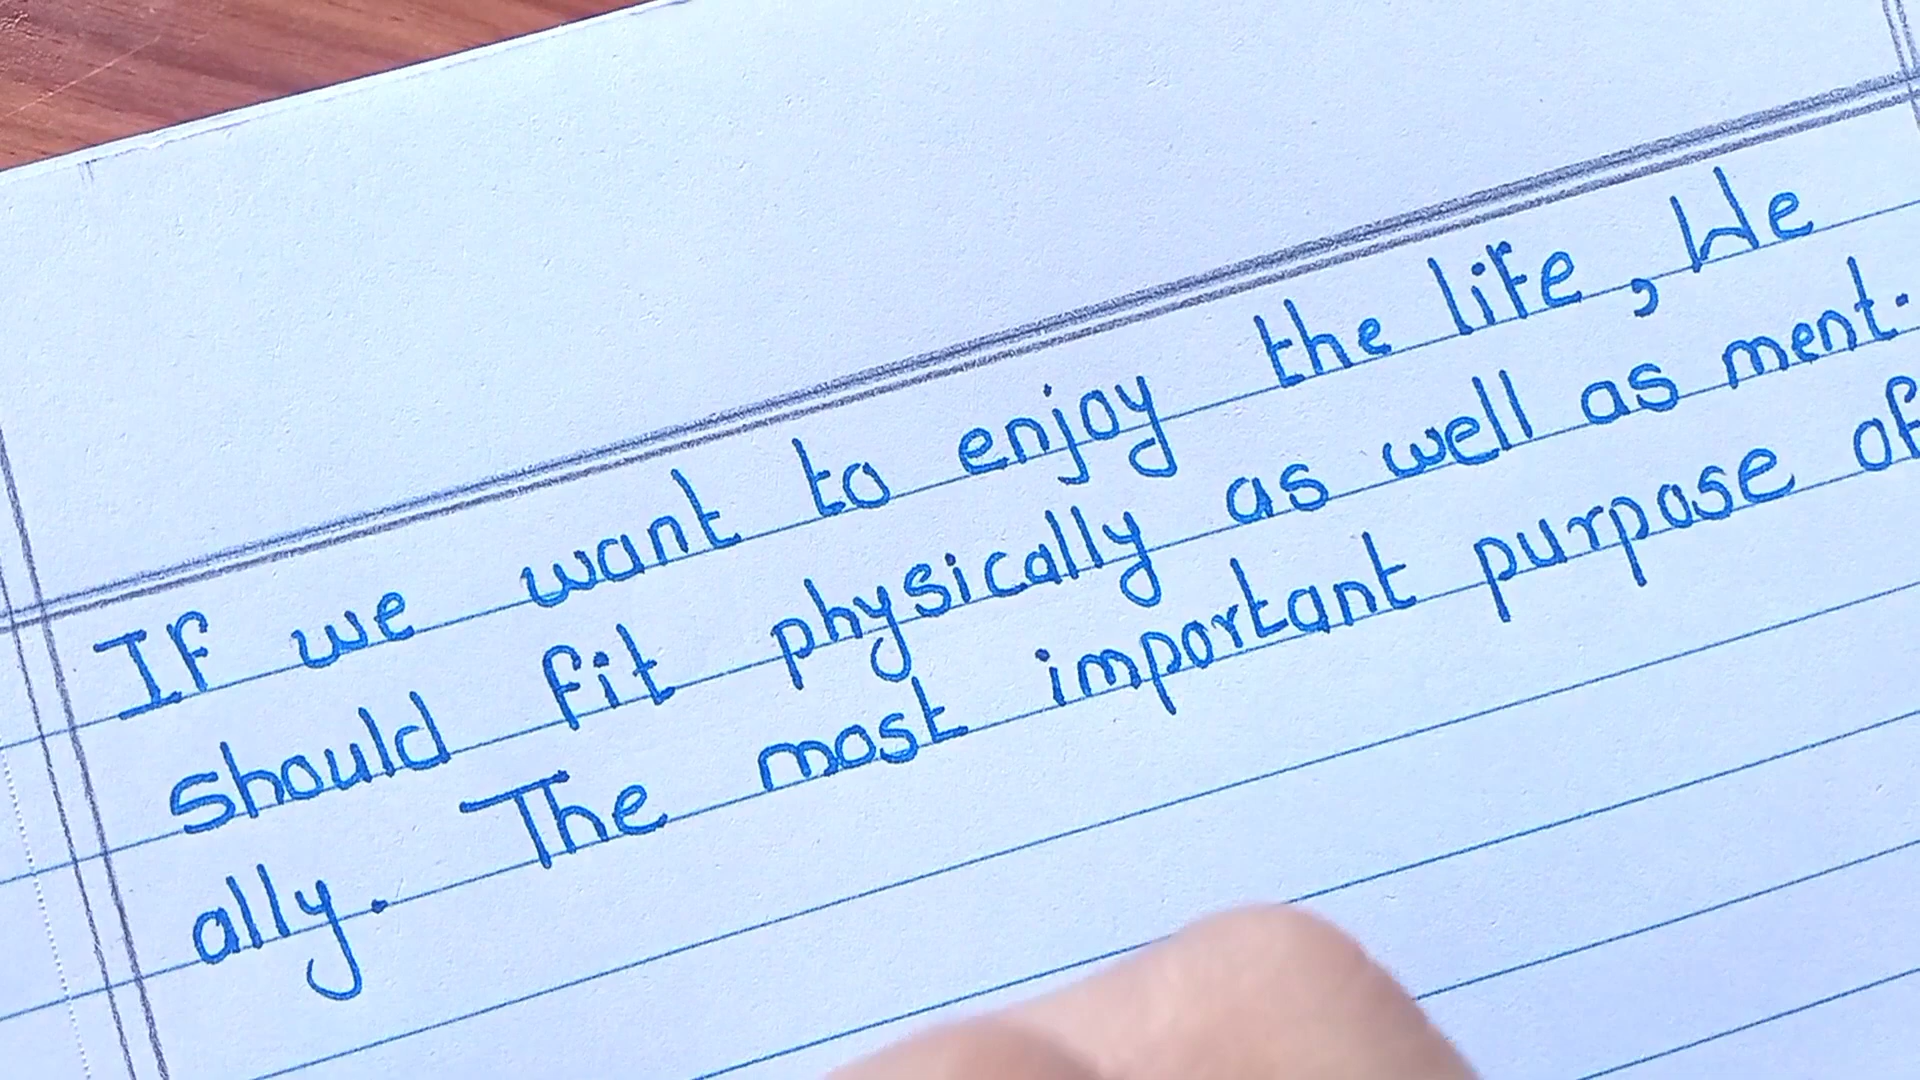 If we want to enjoy the life, We
should fit physically as well as ment.
ally. The most important purpose of